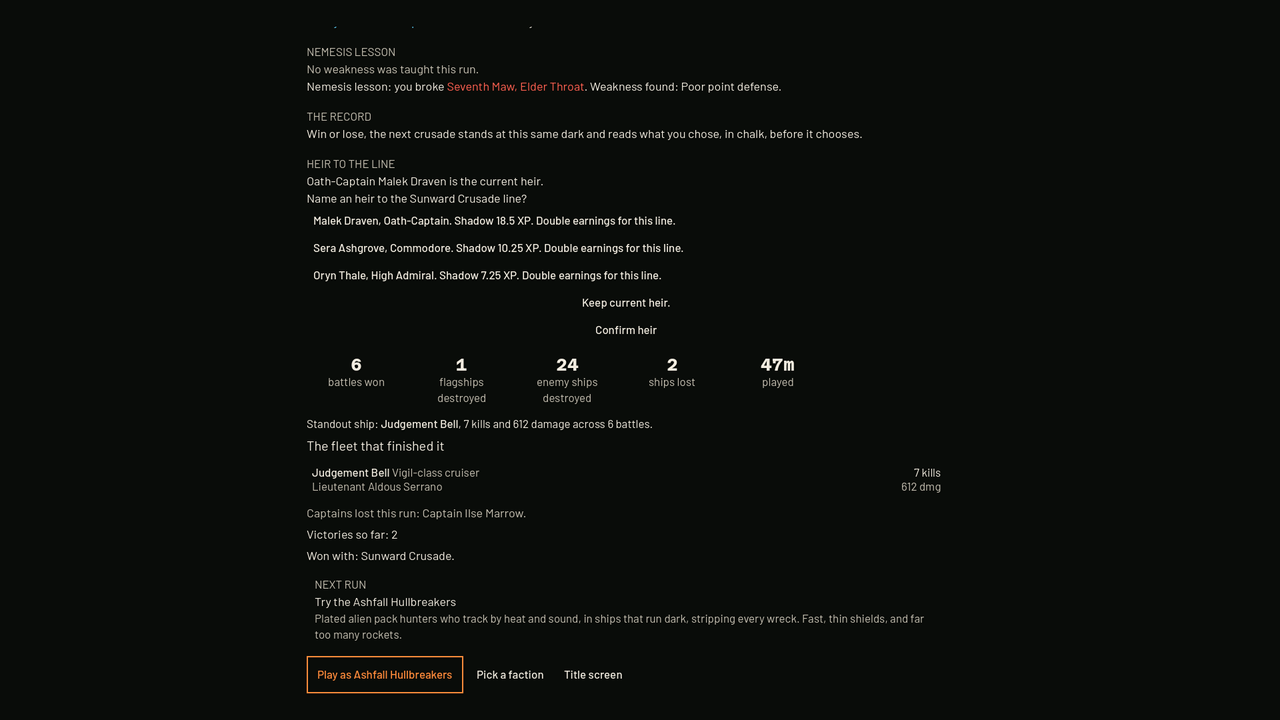 NEMESIS LESSON
No weakness was taught this run.
Nemesis lesson: you broke Seventh Maw, Elder Throat. Weakness found: Poor point defense.
THE RECORD
Win or lose, the next crusade stands at this same dark and reads what you chose, in chalk, before it chooses.
HEIR TO THE LINE
Oath-Captain Malek Draven is the current heir.
Name an heir to the Sunward Crusade line?
Malek Draven, Oath-Captain. Shadow 18.5 XP. Double earnings for this line.
Sera Ashgrove, Commodore. Shadow 10.25 XP. Double earnings for this line.
Oryn Thale, High Admiral. Shadow 7.25 XP. Double earnings for this line.
Keep current heir.
Confirm heir
6 1 24 2 47m
battles won flagships enemy ships ships lost played
destroyed destroyed
Standout ship: Judgement Bell, 7 kills and 612 damage across 6 battles.
The fleet that finished it
Judgement Bell Vigil-class cruiser 7 kills
Lieutenant Aldous Serrano 612 dmg
Captains lost this run: Captain Ilse Marrow.
Victories so far: 2
Won with: Sunward Crusade.
NEXT RUN
Try the Ashfall Hullbreakers
Plated alien pack hunters who track by heat and sound, in ships that run dark, stripping every wreck. Fast, thin shields, and far
too many rockets.
Play as Ashfall Hullbreakers Pick a faction Title screen